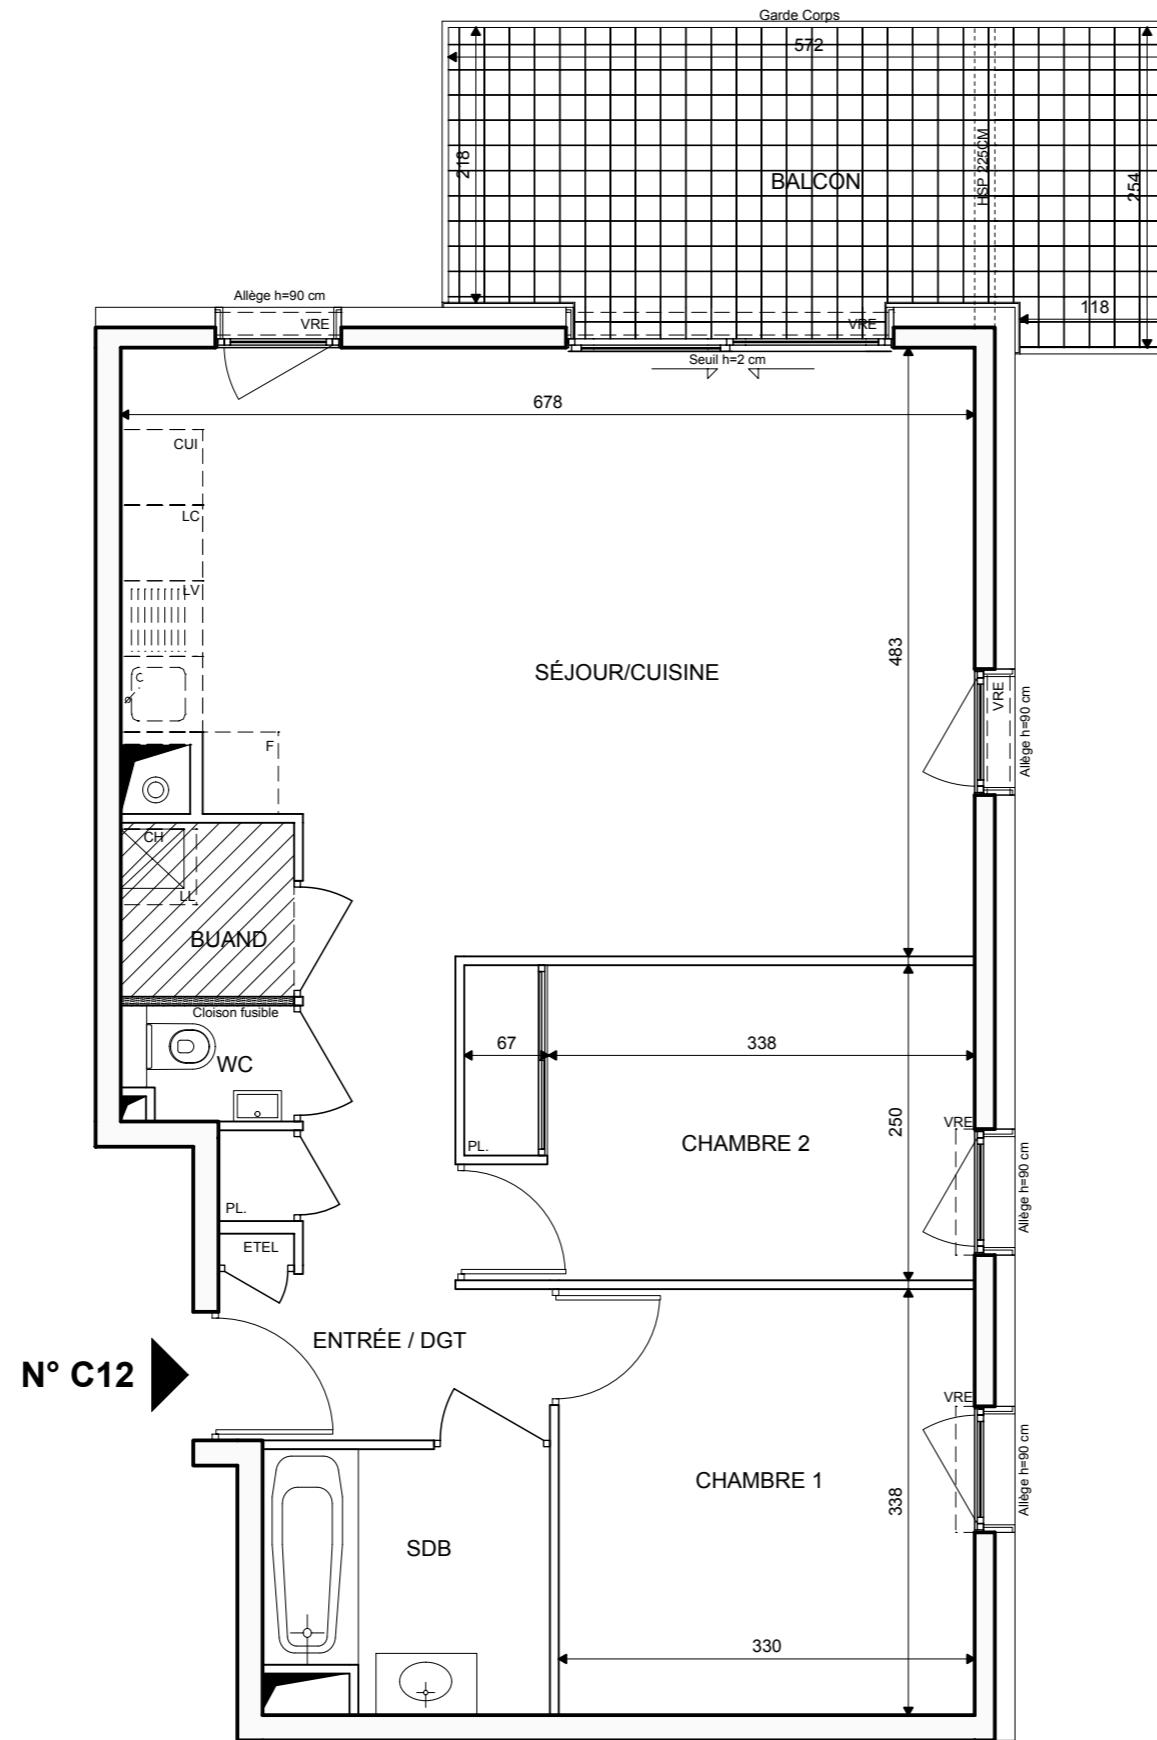 Garde Corps
572
218
BALCON
HSP 225CM
254
118
Allège h=90 cm
VRE
VRE
Seuil h=2 cm
678
CUI
LC
LV
C
SÉJOUR/CUISINE
483
VRE
Allège h=90 cm
F
CH
LL
BUAND
Cloison fusible
WC
67
338
PL.
CHAMBRE 2
250
VRE
Allège h=90 cm
PL.
ETEL
ENTRÉE / DGT
N° C12
VRE
Allège h=90 cm
CHAMBRE 1
338
SDB
330